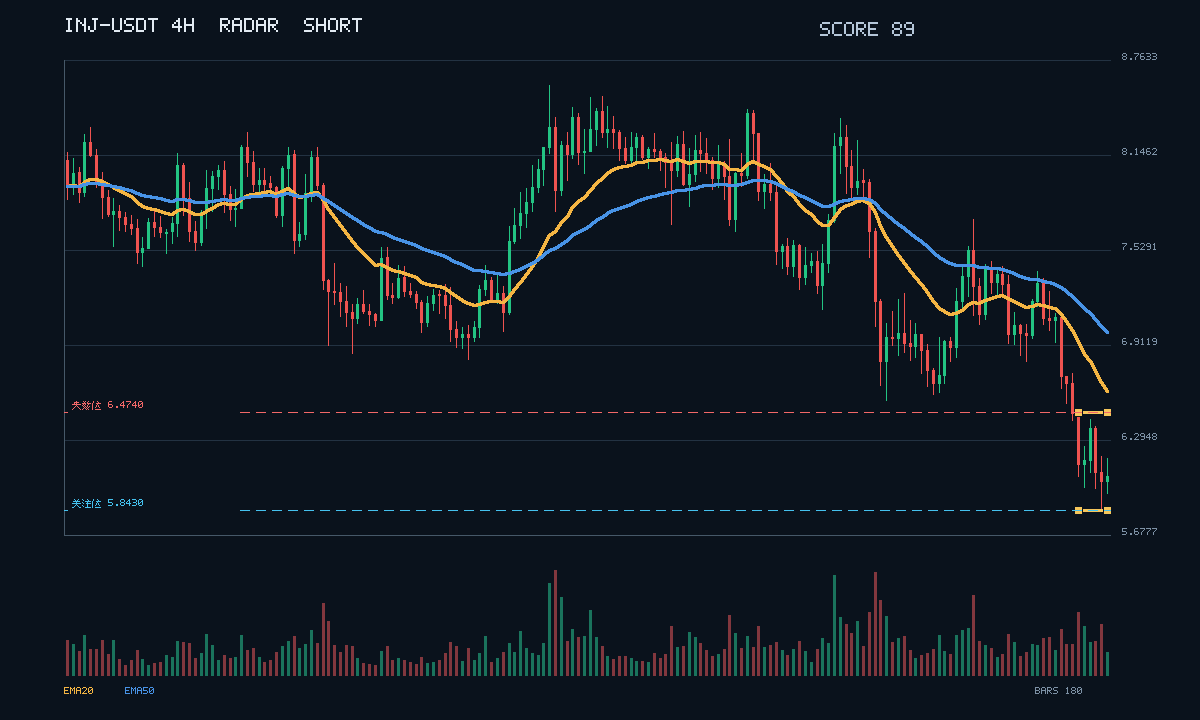 INJ-USDT 4H  RADAR  SHORT
SCORE 89
8.7633
8.1462
7.5291
6.9119
失效位 6.4740
6.2948
关注位 5.8430
5.6777
EMA20 EMA50
BARS 180